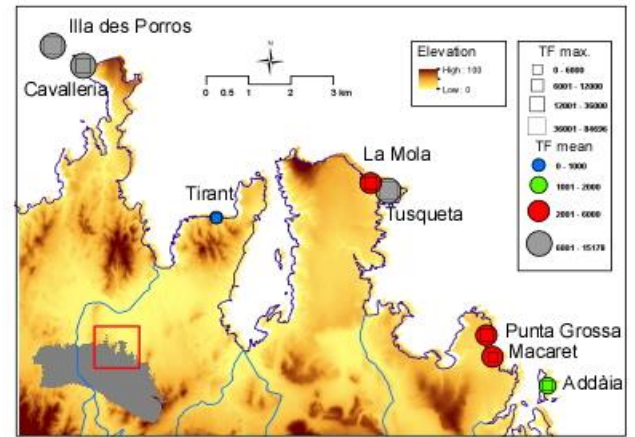 Illa des Porros
Cavalleria
N
0 0.5 1 2 3 km
Elevation
High : 100
Low : 0
TF max.
0 - 6000
6001 - 12000
12001 - 36000
36001 - 84696
TF mean
0 - 1000
1001 - 2000
2001 - 6000
6001 - 15178
La Mola
Tirant
Tusqueta
Punta Grossa
Macaret
Addàia